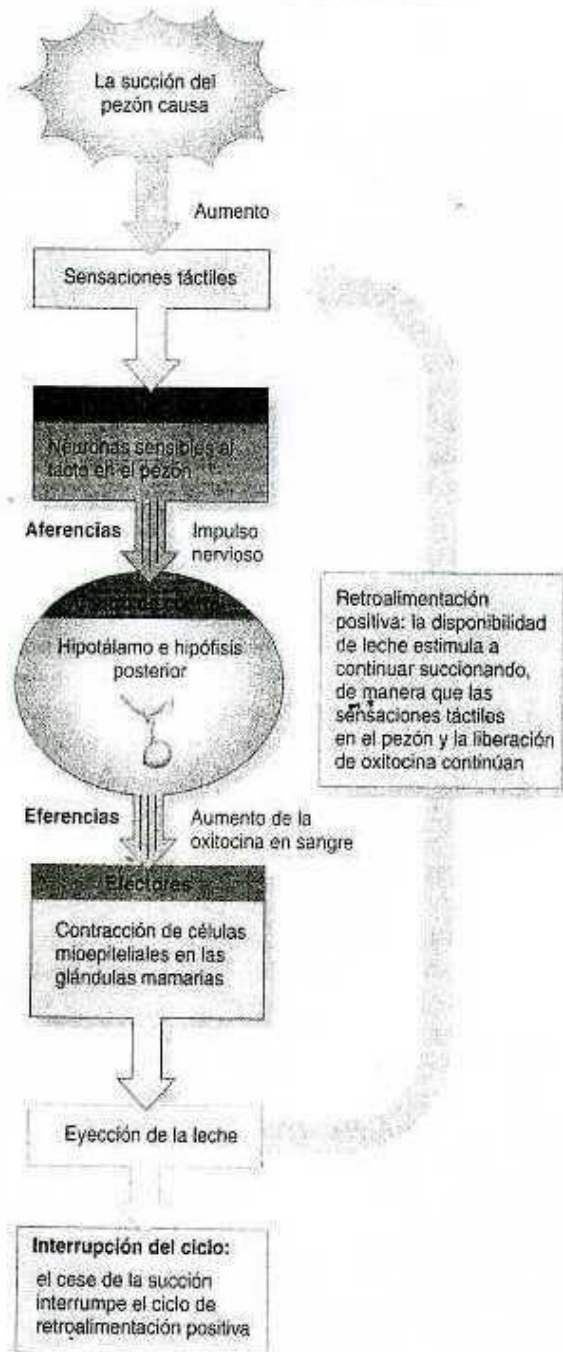 La succión del
pezón causa
Aumento
Sensaciones táctiles
Neuronas sensibles al
tacto en el pezón
Aferencias
Impulso
nervioso
Hipotálamo e hipófisis
posterior
Retroalimentación
positiva: la disponibilidad
de leche estimula a
continuar succionando,
de manera que las
sensaciones táctiles
en el pezón y la liberación
de oxitocina continúan
Eferencias
Aumento de la
oxitocina en sangre
Efectores
Contracción de células
mioepiteliales en las
glándulas mamarias
Eyección de la leche
Interrupción del ciclo:
el cese de la succión
interrumpe el ciclo de
retroalimentación positiva